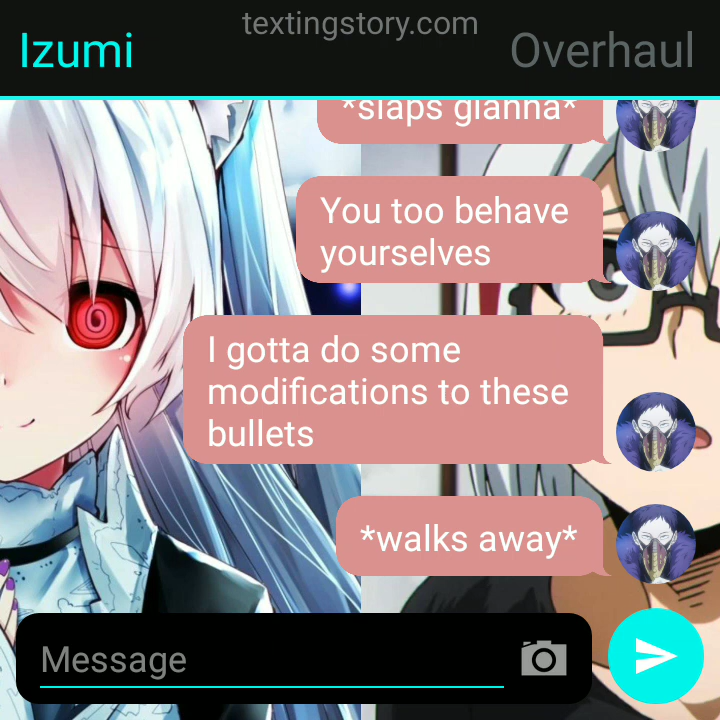 textingstory.com
Izumi
Overhaul
*slaps gianna*
You too behave
yourselves
I gotta do some
modifications to these
bullets
*walks away*
Message